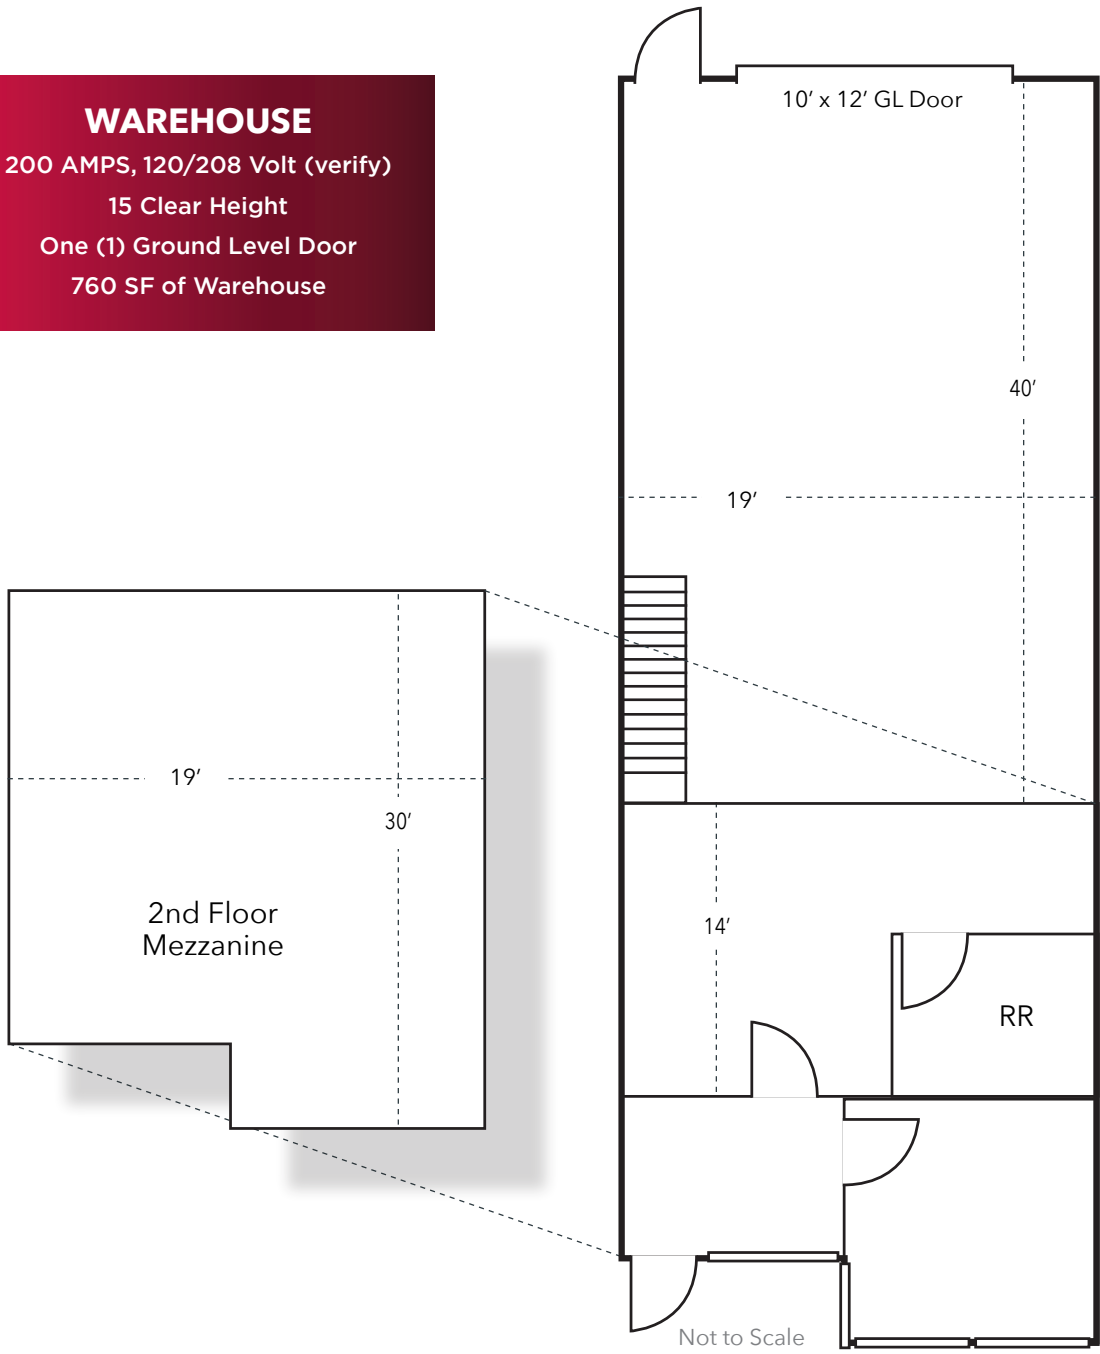 WAREHOUSE
200 AMPS, 120/208 Volt (verify)
15 Clear Height
One (1) Ground Level Door
760 SF of Warehouse
10’ x 12’ GL Door
40’
19’
19’
30’
2nd Floor
Mezzanine
14’
RR
Not to Scale